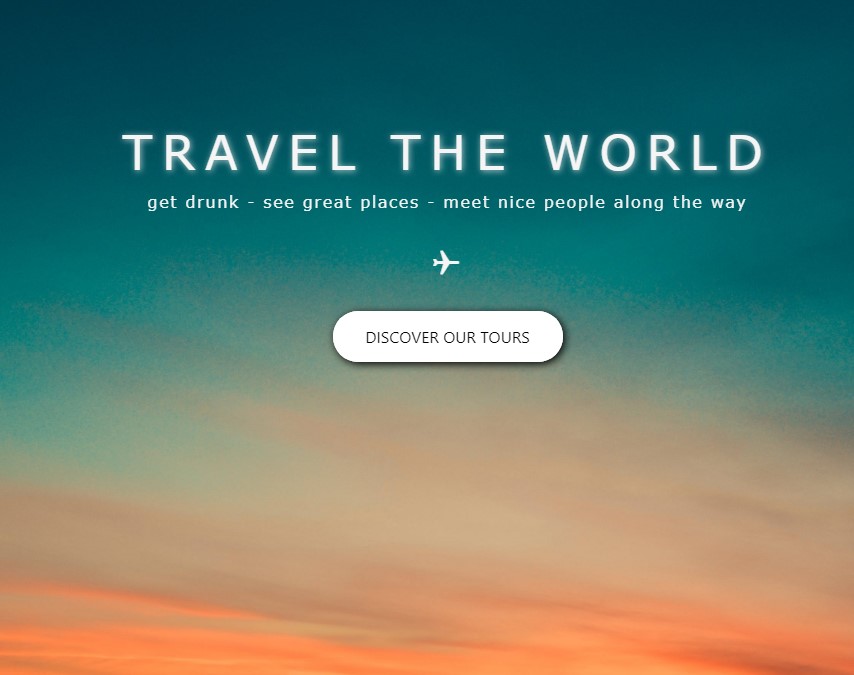 TRAVEL THE WORLD
get drunk - see great places - meet nice people along the way
DISCOVER OUR TOURS